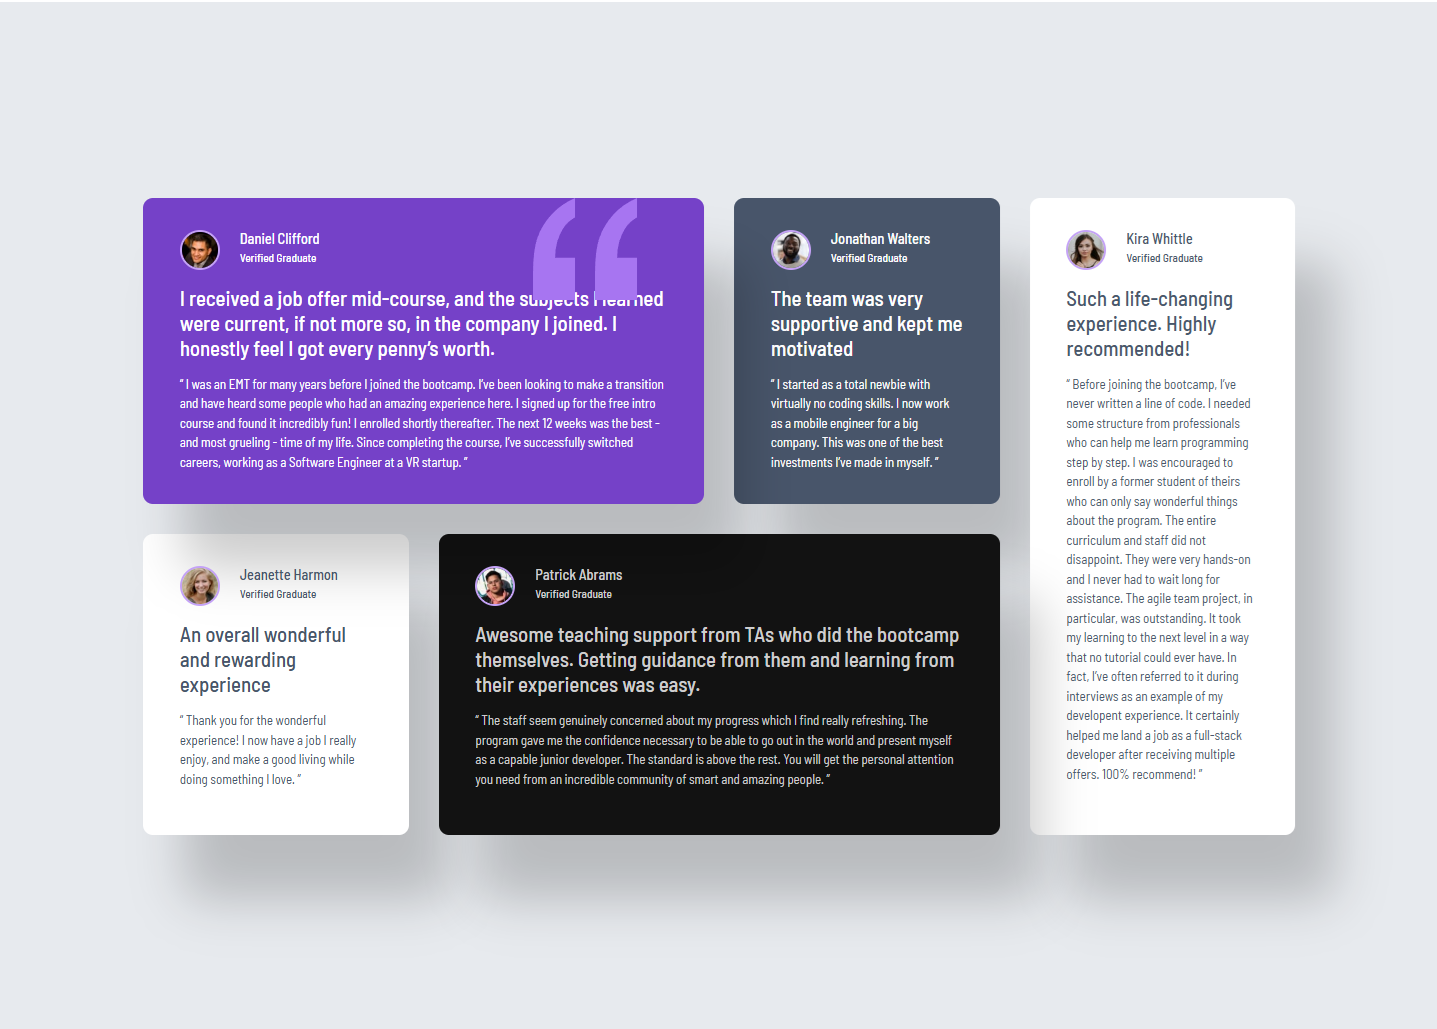 Daniel Clifford
Verified Graduate
I received a job offer mid-course, and the subjects I learned
were current, if not more so, in the company I joined. I
honestly feel I got every penny’s worth.
“ I was an EMT for many years before I joined the bootcamp. I’ve been looking to make a transition
and have heard some people who had an amazing experience here. I signed up for the free intro
course and found it incredibly fun! I enrolled shortly thereafter. The next 12 weeks was the best -
and most grueling - time of my life. Since completing the course, I’ve successfully switched
careers, working as a Software Engineer at a VR startup. ”
Jonathan Walters
Verified Graduate
The team was very
supportive and kept me
motivated
“ I started as a total newbie with
virtually no coding skills. I now work
as a mobile engineer for a big
company. This was one of the best
investments I’ve made in myself. ”
Kira Whittle
Verified Graduate
Such a life-changing
experience. Highly
recommended!
“ Before joining the bootcamp, I’ve
never written a line of code. I needed
some structure from professionals
who can help me learn programming
step by step. I was encouraged to
enroll by a former student of theirs
who can only say wonderful things
about the program. The entire
curriculum and staff did not
disappoint. They were very hands-on
and I never had to wait long for
assistance. The agile team project, in
particular, was outstanding. It took
my learning to the next level in a way
that no tutorial could ever have. In
fact, I’ve often referred to it during
interviews as an example of my
developent experience. It certainly
helped me land a job as a full-stack
developer after receiving multiple
offers. 100% recommend! ”
Jeanette Harmon
Verified Graduate
An overall wonderful
and rewarding
experience
“ Thank you for the wonderful
experience! I now have a job I really
enjoy, and make a good living while
doing something I love. ”
Patrick Abrams
Verified Graduate
Awesome teaching support from TAs who did the bootcamp
themselves. Getting guidance from them and learning from
their experiences was easy.
“ The staff seem genuinely concerned about my progress which I find really refreshing. The
program gave me the confidence necessary to be able to go out in the world and present myself
as a capable junior developer. The standard is above the rest. You will get the personal attention
you need from an incredible community of smart and amazing people. ”